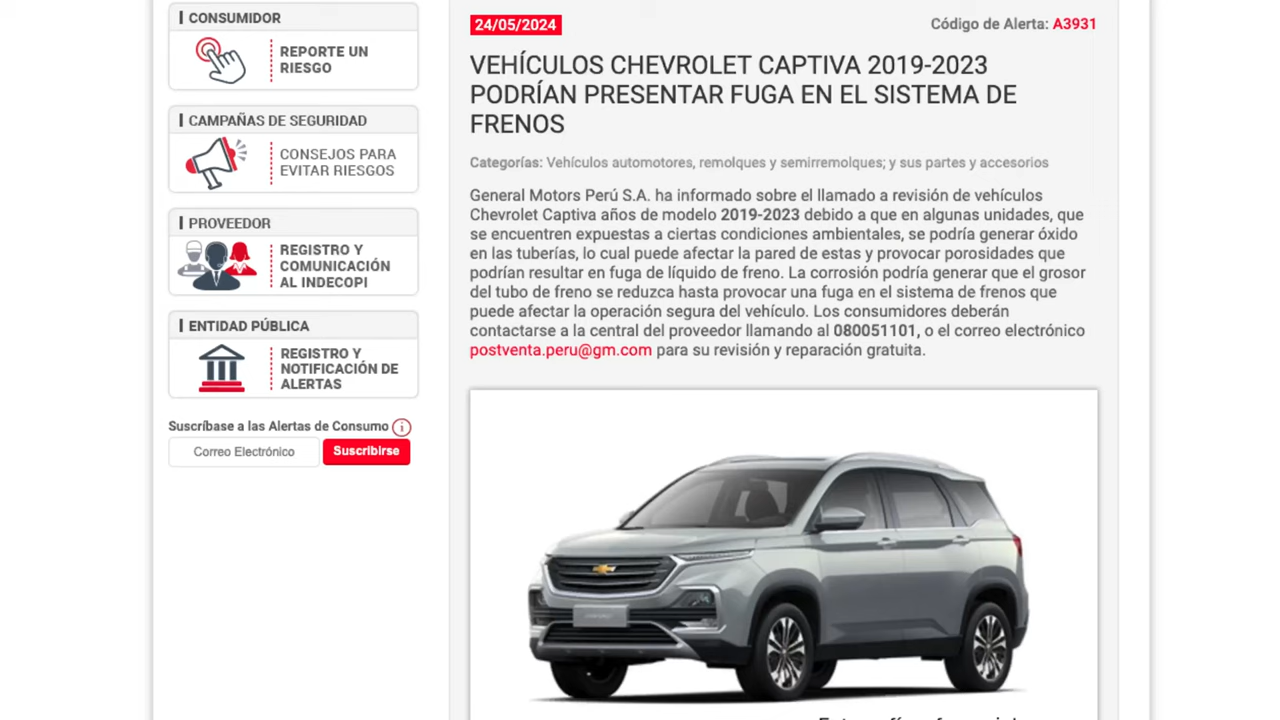 CONSUMIDOR
REPORTE UN
RIESGO
CAMPAÑAS DE SEGURIDAD
CONSEJOS PARA
EVITAR RIESGOS
PROVEEDOR
REGISTRO Y
COMUNICACIÓN
AL INDECOPI
ENTIDAD PÚBLICA
REGISTRO Y
NOTIFICACIÓN DE
ALERTAS
Suscríbase a las Alertas de Consumo i
Correo Electrónico Suscribirse
24/05/2024 Código de Alerta: A3931
VEHÍCULOS CHEVROLET CAPTIVA 2019-2023
PODRÍAN PRESENTAR FUGA EN EL SISTEMA DE
FRENOS
Categorías: Vehículos automotores, remolques y semirremolques; y sus partes y accesorios
General Motors Perú S.A. ha informado sobre el llamado a revisión de vehículos
Chevrolet Captiva años de modelo 2019-2023 debido a que en algunas unidades, que
se encuentren expuestas a ciertas condiciones ambientales, se podría generar óxido
en las tuberías, lo cual puede afectar la pared de estas y provocar porosidades que
podrían resultar en fuga de líquido de freno. La corrosión podría generar que el grosor
del tubo de freno se reduzca hasta provocar una fuga en el sistema de frenos que
puede afectar la operación segura del vehículo. Los consumidores deberán
contactarse a la central del proveedor llamando al 080051101, o el correo electrónico
postventa.peru@gm.com para su revisión y reparación gratuita.